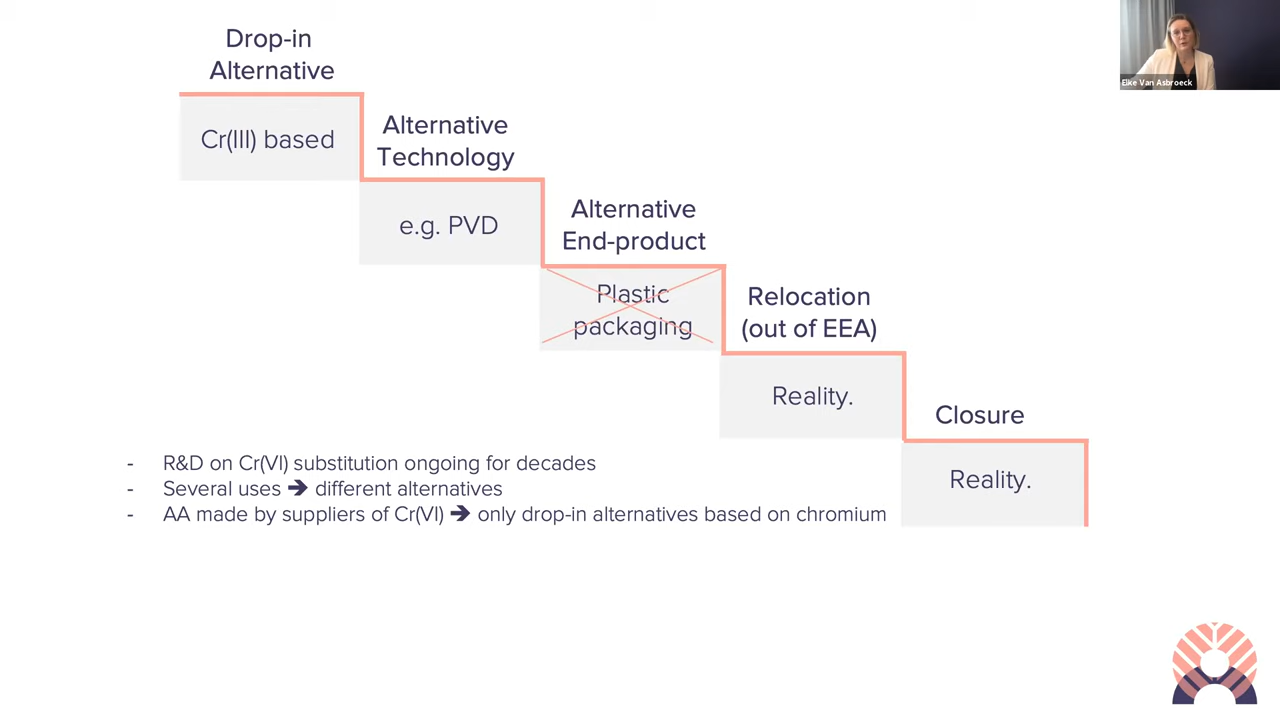 Drop-in
Alternative
Cr(III) based
Alternative
Technology
e.g. PVD
Alternative
End-product
Plastic
packaging
Relocation
(out of EEA)
Reality.
Closure
Reality.
- R&D on Cr(VI) substitution ongoing for decades
- Several uses ➔ different alternatives
- AA made by suppliers of Cr(VI) ➔ only drop-in alternatives based on chromium
Elke Van Asbroeck